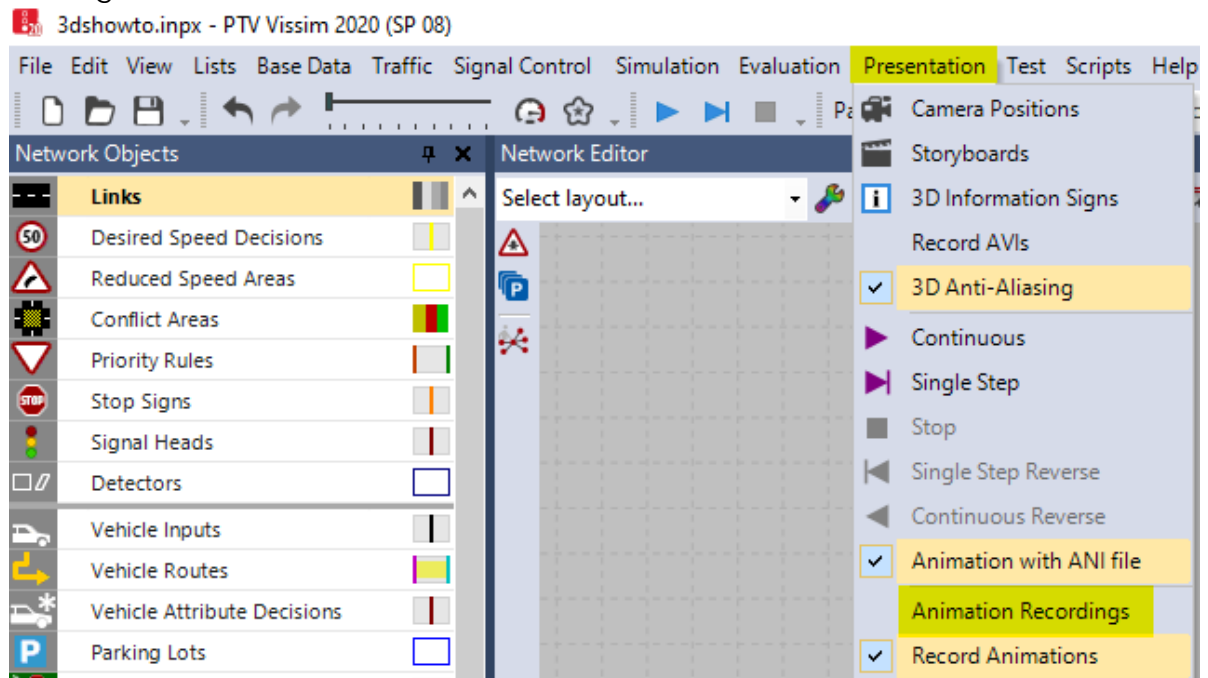 3dshowto.inpx - PTV Vissim 2020 (SP 08)
File Edit View Lists Base Data Traffic Signal Control Simulation Evaluation Presentation Test Scripts Help
Network Objects
Links
50 Desired Speed Decisions
Reduced Speed Areas
Conflict Areas
Priority Rules
STOP Stop Signs
Signal Heads
Detectors
Vehicle Inputs
Vehicle Routes
Vehicle Attribute Decisions
P Parking Lots
Network Editor
Select layout...
P
Camera Positions
Storyboards
i 3D Information Signs
Record AVIs
3D Anti-Aliasing
Continuous
Single Step
Stop
Single Step Reverse
Continuous Reverse
Animation with ANI file
Animation Recordings
Record Animations